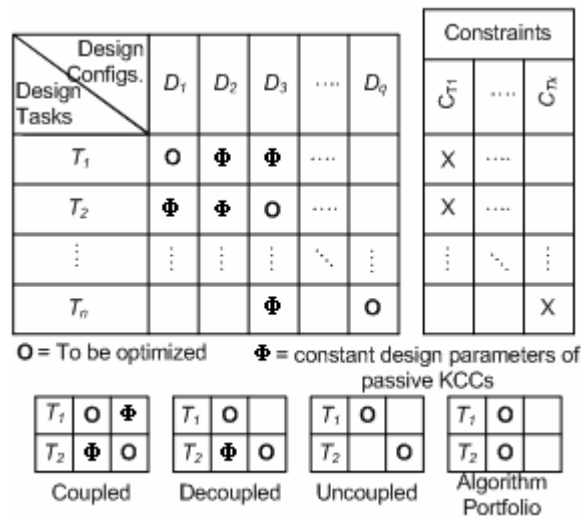 Design Configs.
Design Tasks
D1 D2 D3 .... Dq
Constraints
CT1 .... CTk
T1 O Φ Φ .... X ....
T2 Φ Φ O .... X ....
Tn Φ O X
O = To be optimized Φ = constant design parameters of
passive KCCs
T1 O Φ
T2 Φ O
Coupled
T1 O
T2 Φ O
Decoupled
T1 O
T2 O
Uncoupled
T1 O
T2 O
Algorithm
Portfolio